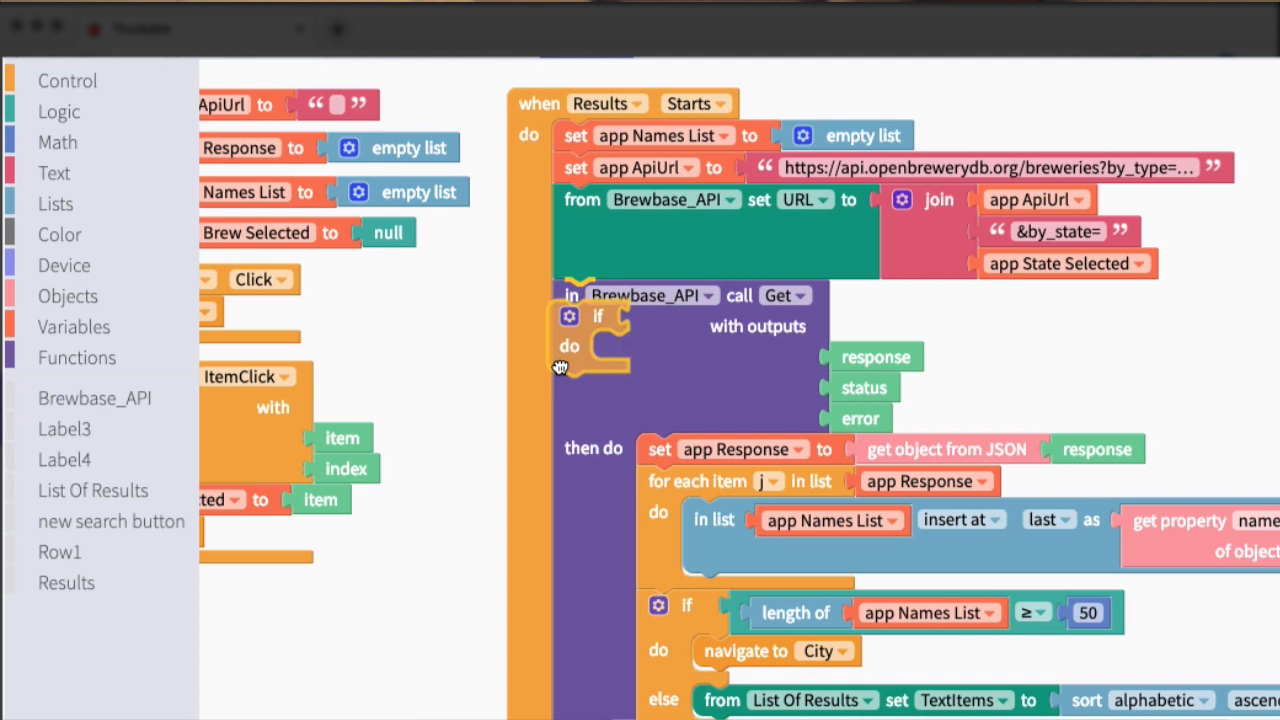 Control
Logic
Math
Text
Lists
Color
Device
Objects
Variables
Functions
Brewbase_API
Label3
Label4
List Of Results
new search button
Row1
Results
ApiUrl to “ ”
Response to empty list
Names List to empty list
Brew Selected to null
Click
ItemClick
with
item
index
cted to item
when Results Starts
do set app Names List to empty list
set app ApiUrl to “ https://api.openbrewerydb.org/breweries?by_type=... ”
from Brewbase_API set URL to join app ApiUrl
“ &by_state= ”
app State Selected
in Brewbase_API call Get
if
with outputs
do
response
status
error
then do set app Response to get object from JSON response
for each item j in list app Response
do in list app Names List insert at last as get property name
of object
if length of app Names List ≥ 50
do navigate to City
else from List Of Results set TextItems to sort alphabetic ascen